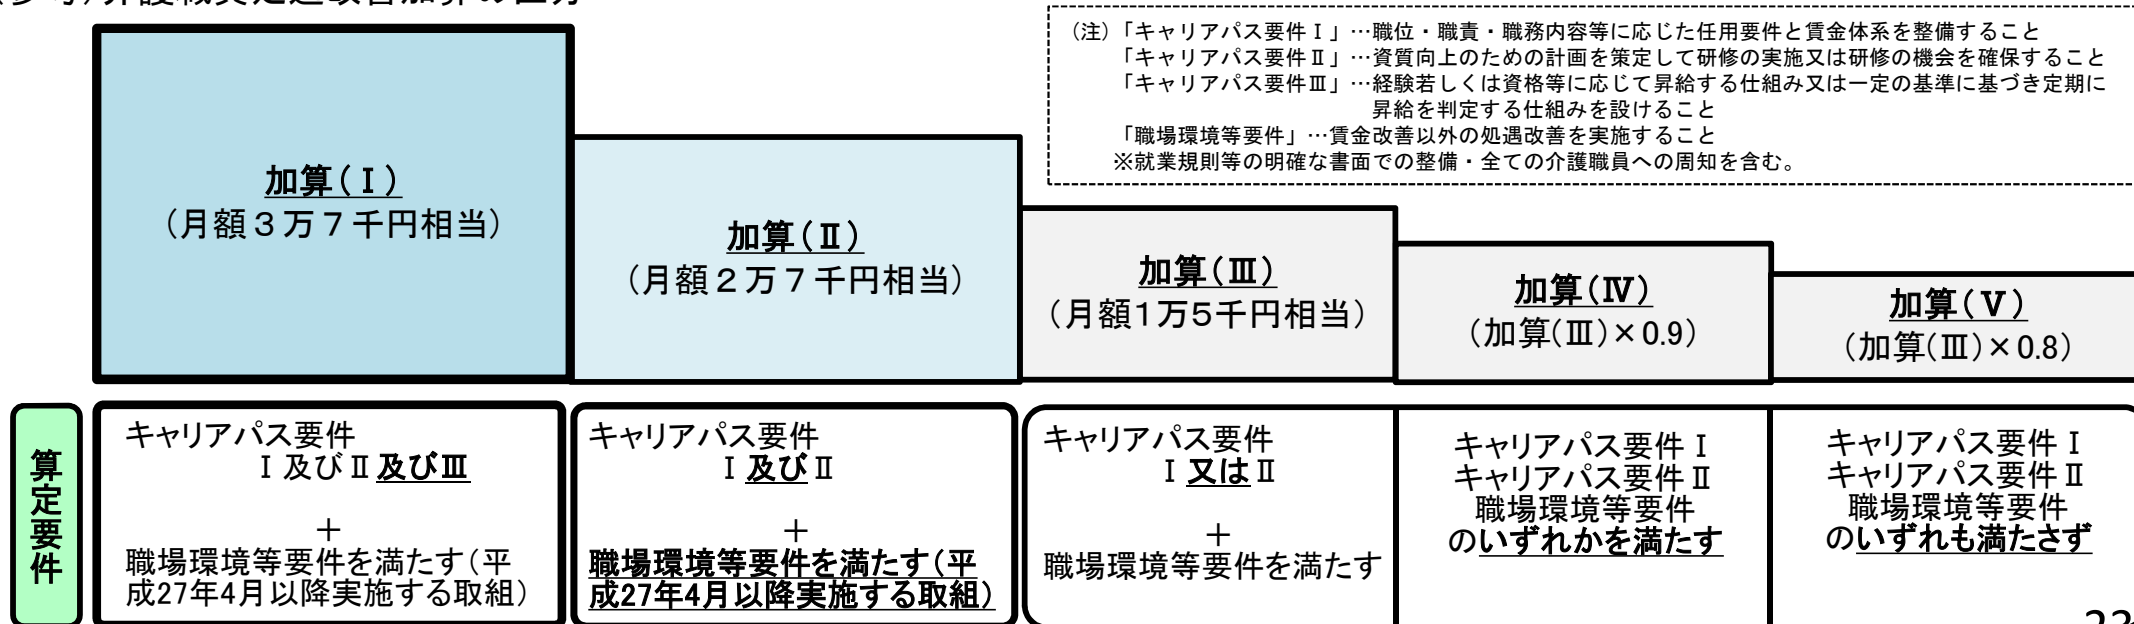 (参考)介護職員処遇改善加算の区分
(注)「キャリアパス要件Ⅰ」…職位・職責・職務内容等に応じた任用要件と賃金体系を整備すること
「キャリアパス要件Ⅱ」…資質向上のための計画を策定して研修の実施又は研修の機会を確保すること
「キャリアパス要件Ⅲ」…経験若しくは資格等に応じて昇給する仕組み又は一定の基準に基づき定期に
昇給を判定する仕組みを設けること
「職場環境等要件」…賃金改善以外の処遇改善を実施すること
※就業規則等の明確な書面での整備・全ての介護職員への周知を含む。
加算(Ⅰ)
(月額3万7千円相当)
加算(Ⅱ)
(月額2万7千円相当)
加算(Ⅲ)
(月額1万5千円相当)
加算(Ⅳ)
(加算(Ⅲ)×0.9)
加算(Ⅴ)
(加算(Ⅲ)×0.8)
算定要件
キャリアパス要件
Ⅰ及びⅡ及びⅢ
+
職場環境等要件を満たす(平
成27年4月以降実施する取組)
キャリアパス要件
Ⅰ及びⅡ
+
職場環境等要件を満たす(平
成27年4月以降実施する取組)
キャリアパス要件
Ⅰ又はⅡ
+
職場環境等要件を満たす
キャリアパス要件Ⅰ
キャリアパス要件Ⅱ
職場環境等要件
のいずれかを満たす
キャリアパス要件Ⅰ
キャリアパス要件Ⅱ
職場環境等要件
のいずれも満たさず